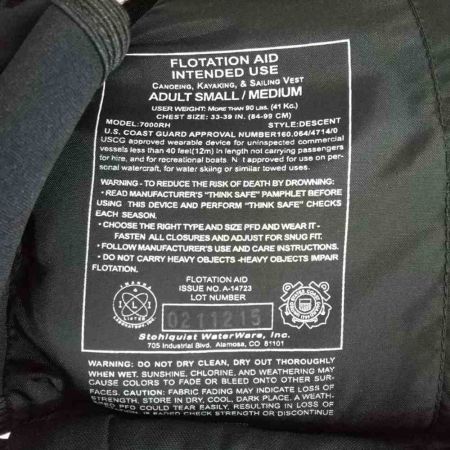 FLOTATION AID
INTENDED USE
CANOEING, KAYAKING, & SAILING VEST
ADULT SMALL / MEDIUM
USER WEIGHT: MORE THAN 90 LBS. (41 KG.)
CHEST SIZE: 33-39 IN. (84-99 CM)
MODEL:7000RH STYLE:DESCENT
U.S. COAST GUARD APPROVAL NUMBER160.064/4714/0
USCG approved wearable device for uninspected commercial
vessels less than 40 feet(12m) in length not carrying passengers
for hire, and for recreational boats. N t approved for use on per-
sonal watercraft, for water skiing or similar towed uses.
WARNING - TO REDUCE THE RISK OF DEATH BY DROWNING:
• READ MANUFACTURER'S "THINK SAFE" PAMPHLET BEFORE
USING THIS DEVICE AND PERFORM "THINK SAFE" CHECKS
EACH SEASON.
• CHOOSE THE RIGHT TYPE AND SIZE PFD AND WEAR IT -
FASTEN ALL CLOSURES AND ADJUST FOR SNUG FIT.
• FOLLOW MANUFACTURER'S USE AND CARE INSTRUCTIONS.
• DO NOT CARRY HEAVY OBJECTS -HEAVY OBJECTS IMPAIR
FLOTATION.
FLOTATION AID
ISSUE NO. A-14723
LOT NUMBER
0211215
Stohlquist WaterWare, Inc.
705 Industrial Blvd. Alamosa, CO 81101
WARNING: DO NOT DRY CLEAN, DRY OUT THOROUGHLY
WHEN WET. SUNSHINE, CHLORINE, AND WEATHERING MAY
CAUSE COLORS TO FADE OR BLEED ONTO OTHER SUR-
FACES. CAUTION: FABRIC FADING MAY INDICATE LOSS OF
STRENGTH. STORE IN DRY, COOL, DARK PLACE. A WEATH-
PFD COULD TEAR EASILY, RESULTING IN LOSS OF
IS FADED CHECK STRENGTH OR DISCONTINUE